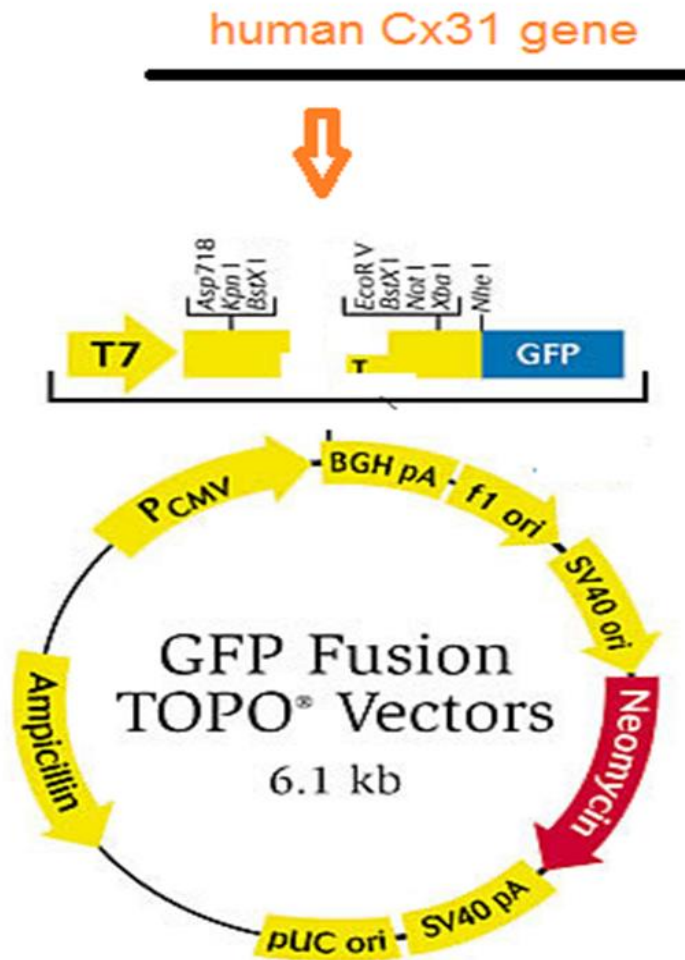 human Cx31 gene
Asp718
Kpn I
BstX I
EcoR V
BstX I
Not I
Xba I
Nhe I
T7
T
GFP
PCMV
BGH pA
f1 ori
SV40 ori
Neomycin
SV40 pA
pUC ori
Ampicillin
GFP Fusion
TOPO® Vectors
6.1 kb